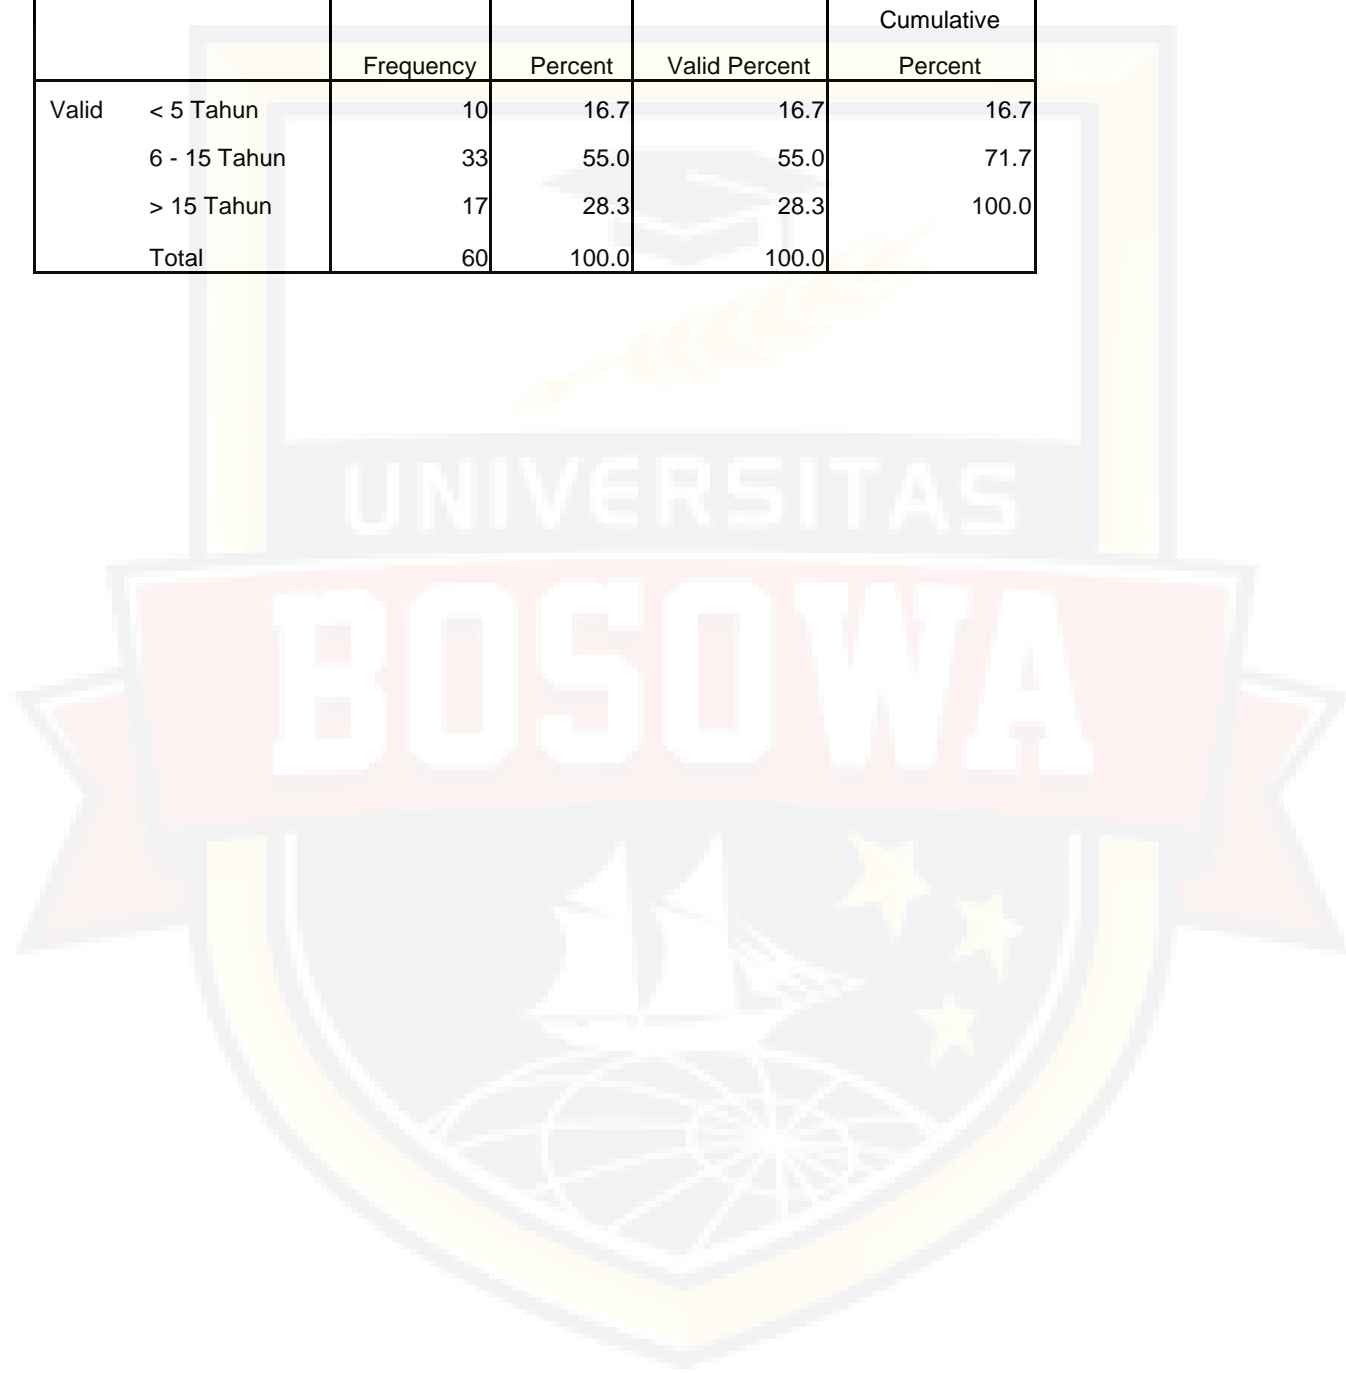 Cumulative
Frequency Percent Valid Percent Percent
Valid < 5 Tahun 10 16.7 16.7 16.7
6 - 15 Tahun 33 55.0 55.0 71.7
> 15 Tahun 17 28.3 28.3 100.0
Total 60 100.0 100.0
UNIVERSITAS
BOSOWA